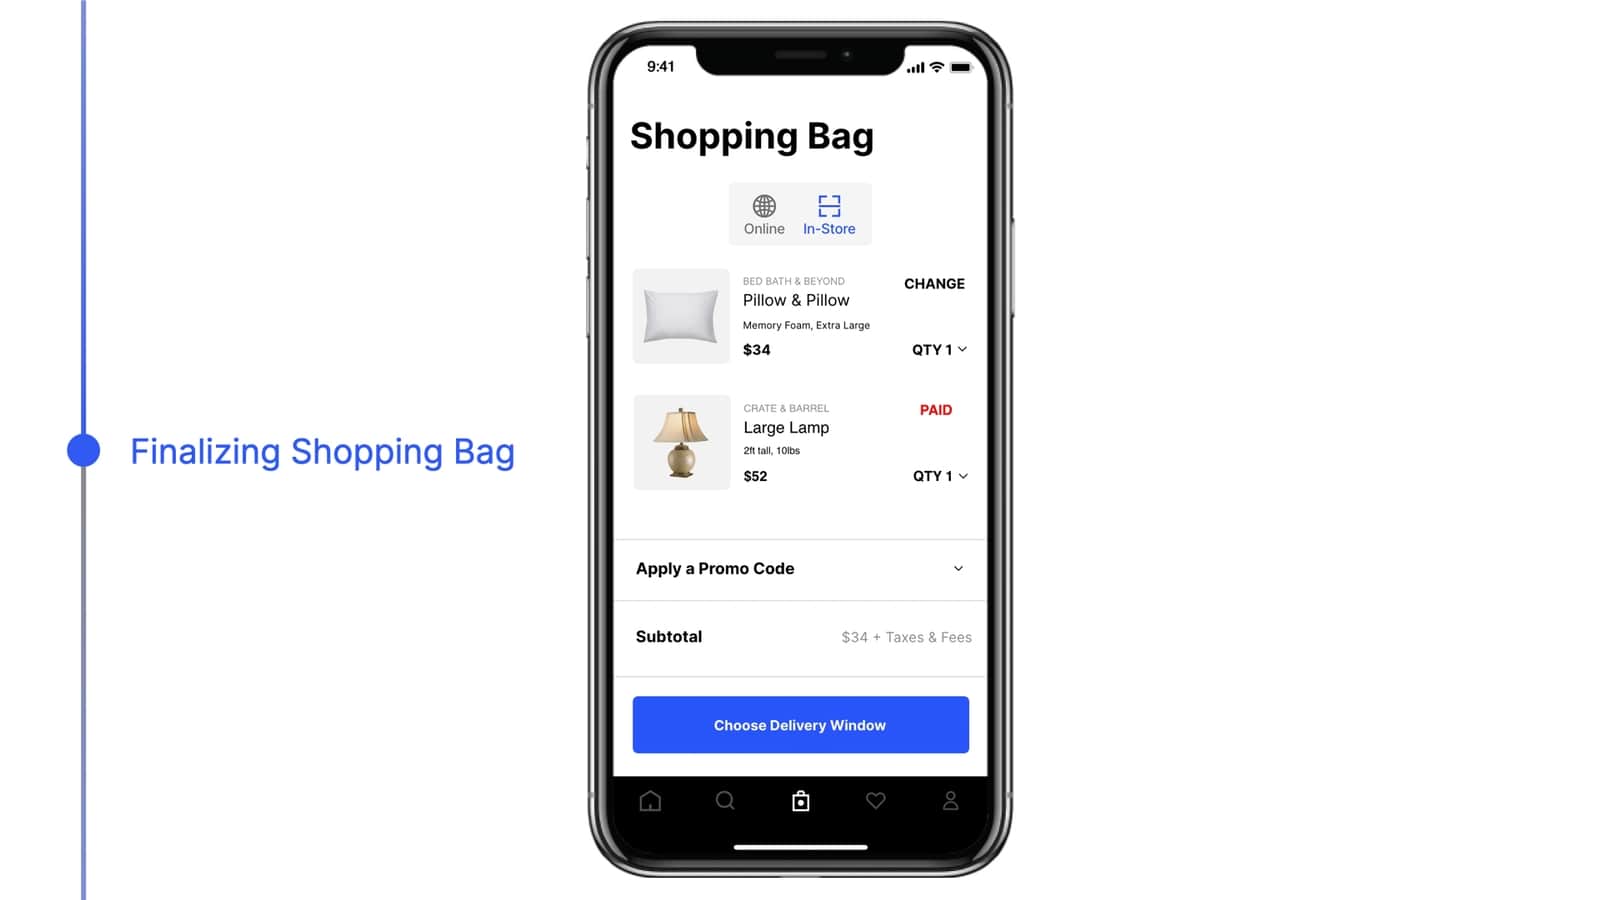 9:41
Shopping Bag
Online
In-Store
BED BATH & BEYOND
CHANGE
Pillow & Pillow
Memory Foam, Extra Large
$34
QTY 1
CRATE & BARREL
PAID
Large Lamp
2ft tall, 10lbs
$52
QTY 1
Finalizing Shopping Bag
Apply a Promo Code
Subtotal
$34 + Taxes & Fees
Choose Delivery Window